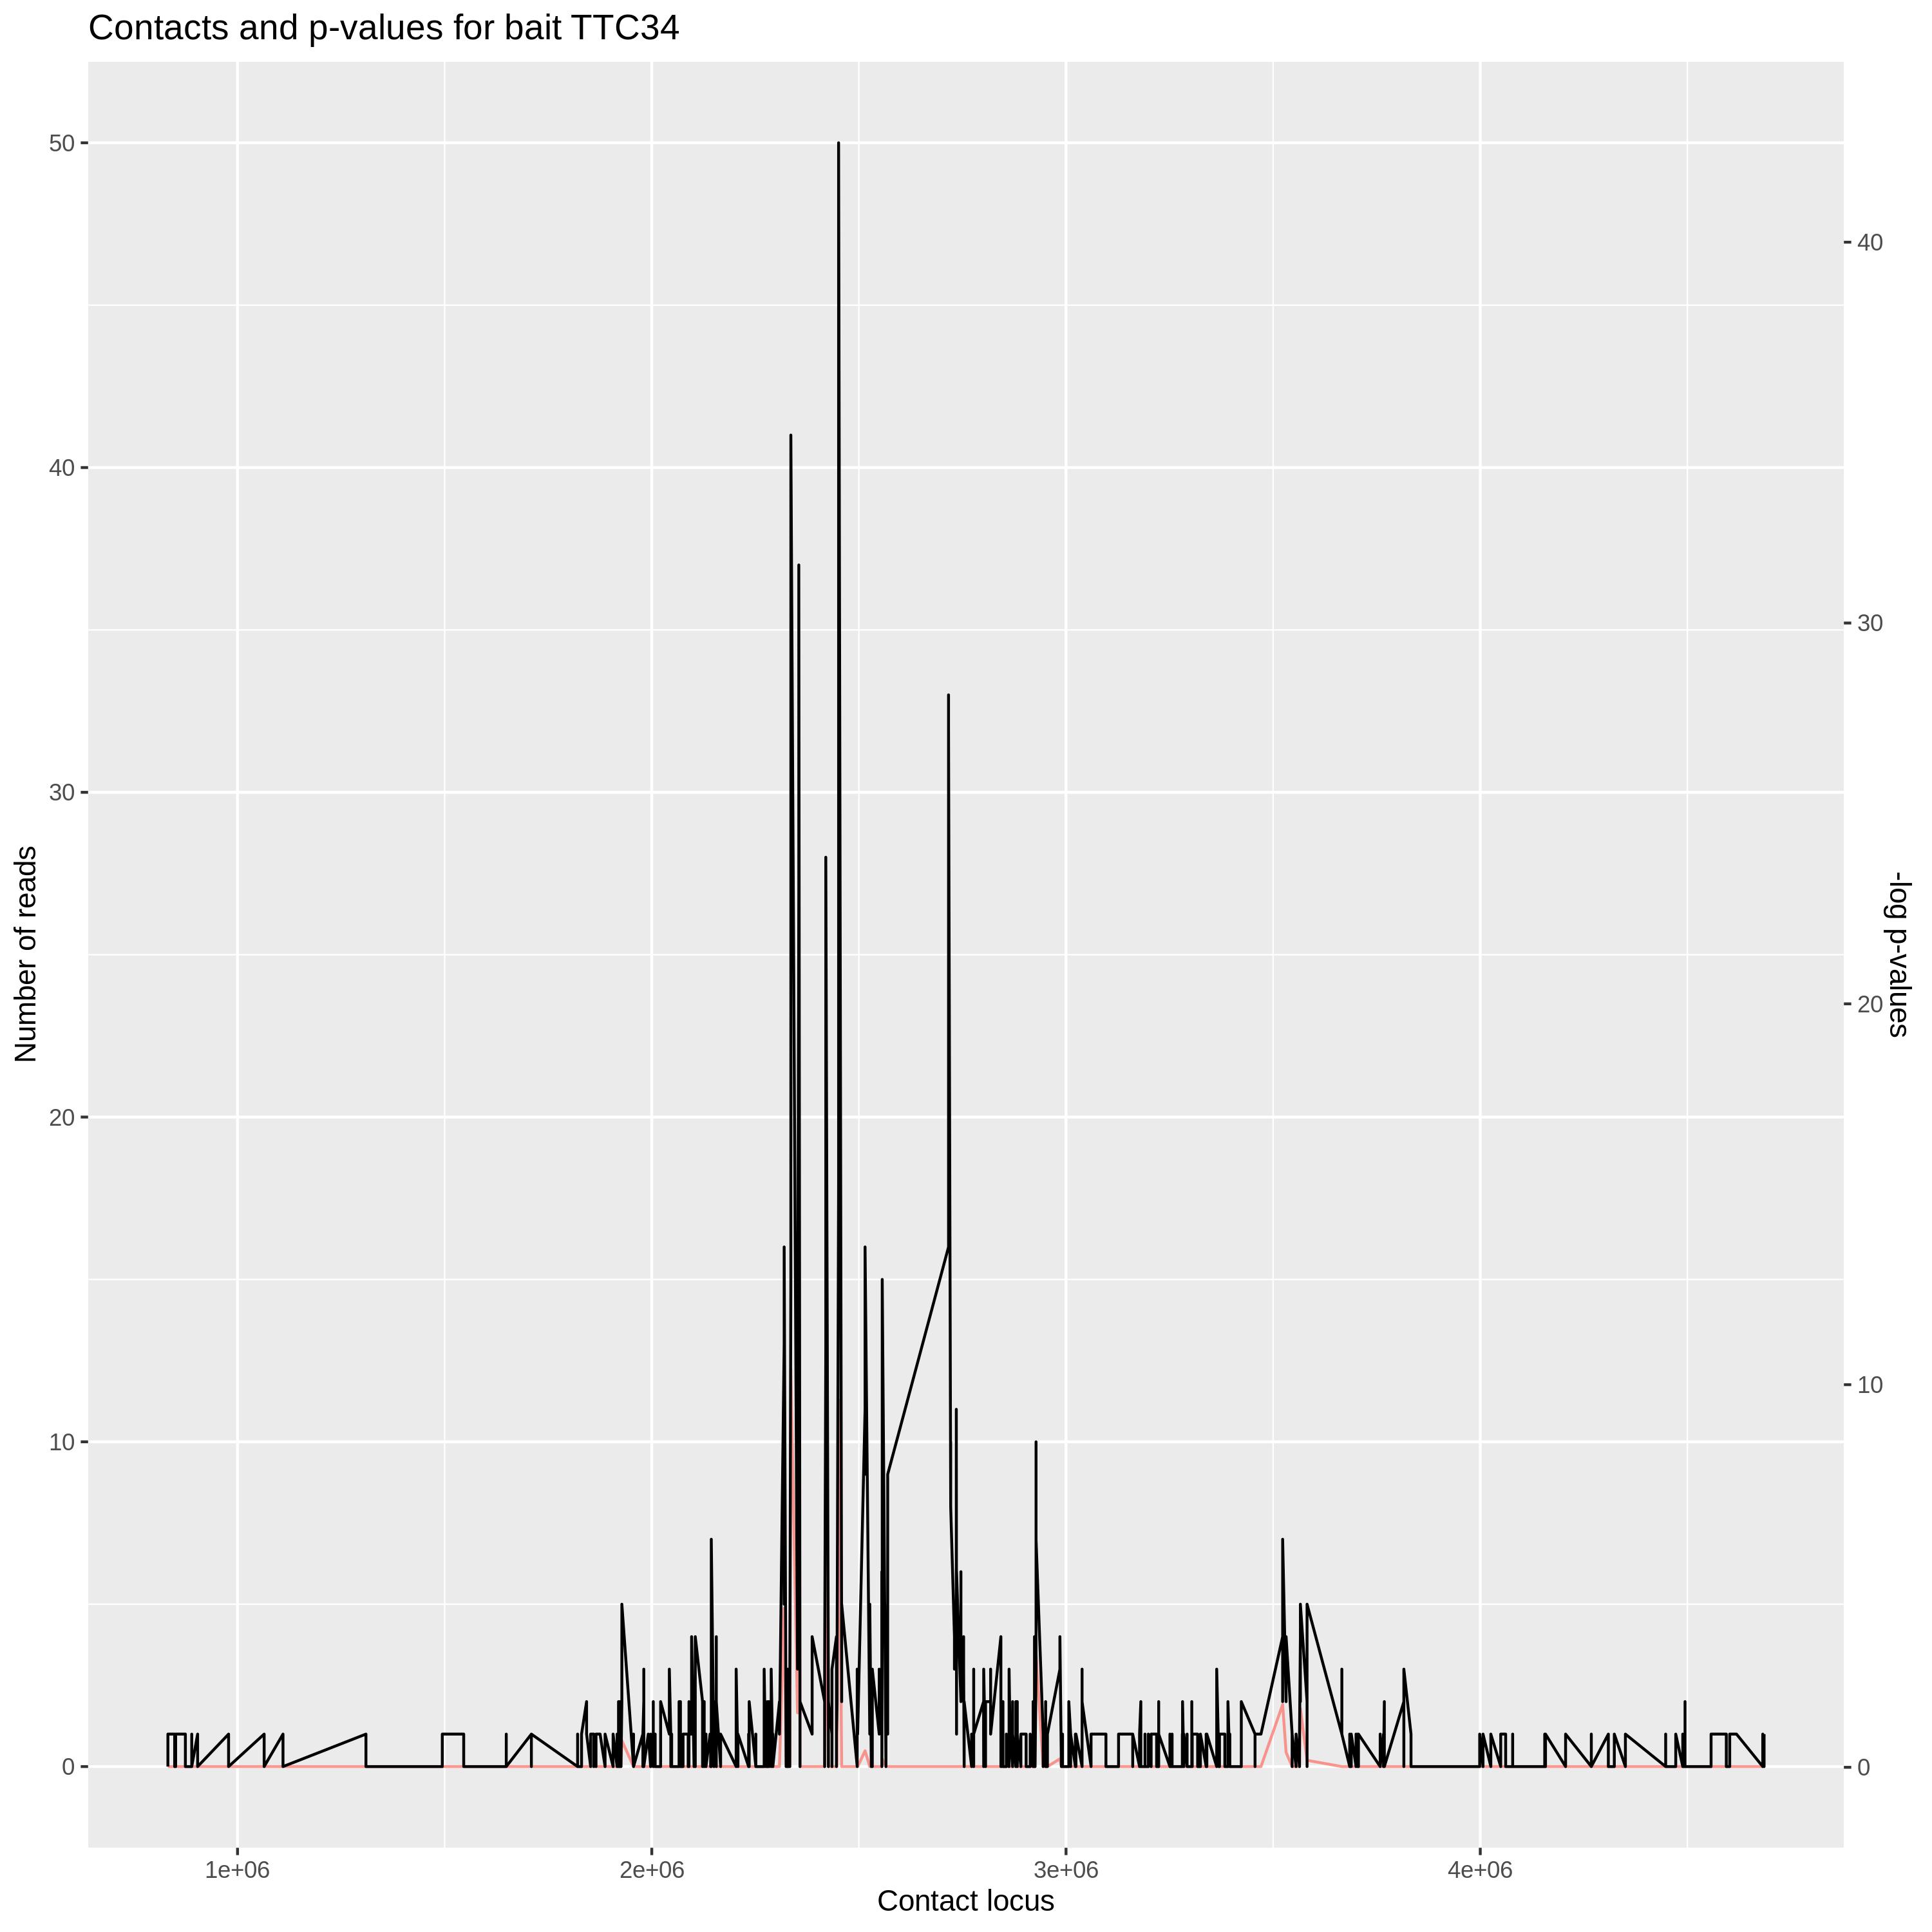 Contacts and p-values for bait TTC34
50
40
30
20
10
0
Number of reads
40
30
20
10
0
-log p-values
1e+06
2e+06
3e+06
4e+06
Contact locus